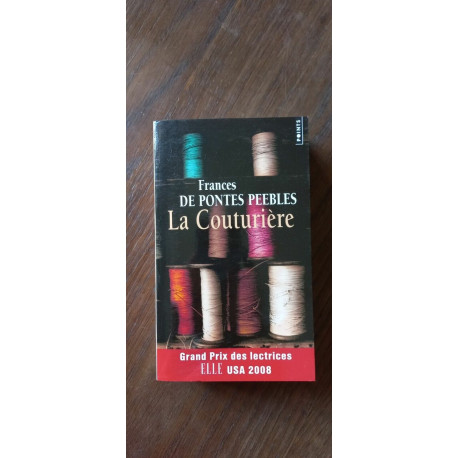 POINTS
Frances
DE PONTES PEEBLES
La Couturière
Grand Prix des lectrices
ELLE USA 2008